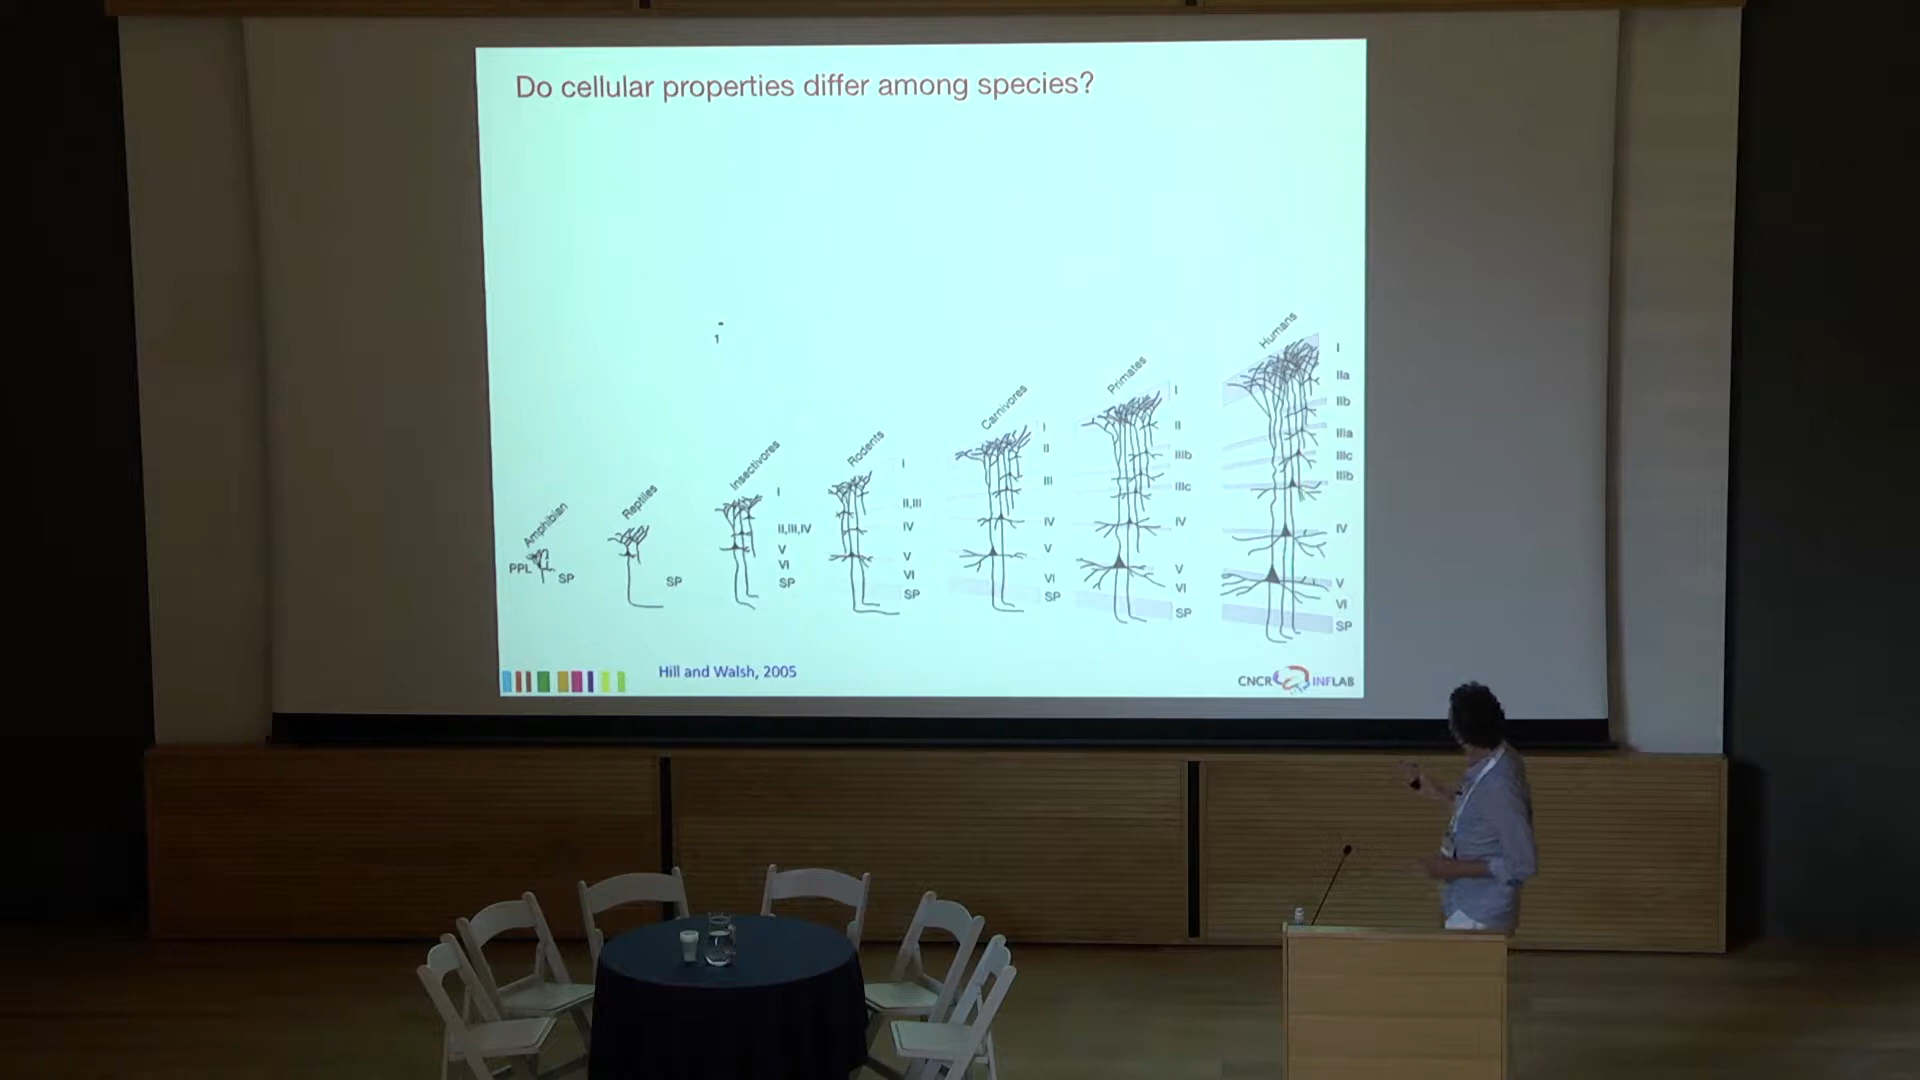 Do cellular properties differ among species?
1
Amphibian
PPL
SP
Reptiles
SP
Insectivores
I
II,III,IV
V
VI
SP
Rodents
I
II,III
IV
V
VI
SP
Carnivores
I
II
III
IV
V
VI
SP
Primates
I
II
IIIb
IIIc
IV
V
VI
SP
Humans
I
IIa
IIb
IIIa
IIIc
IIIb
IV
V
VI
SP
Hill and Walsh, 2005
CNCR INFLAB